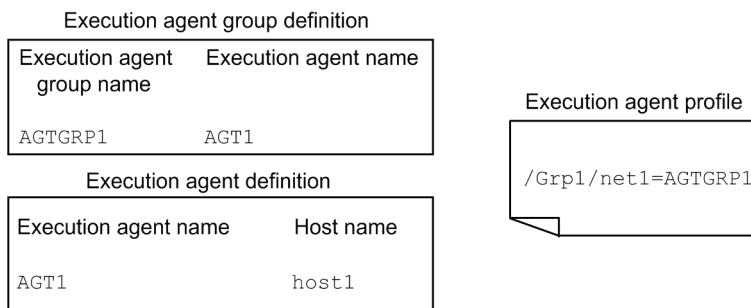 Execution agent group definition
Execution agent group name
Execution agent name
AGTGRP1 AGT1
Execution agent definition
Execution agent name Host name
AGT1 host1
Execution agent profile
/Grp1/net1=AGTGRP1